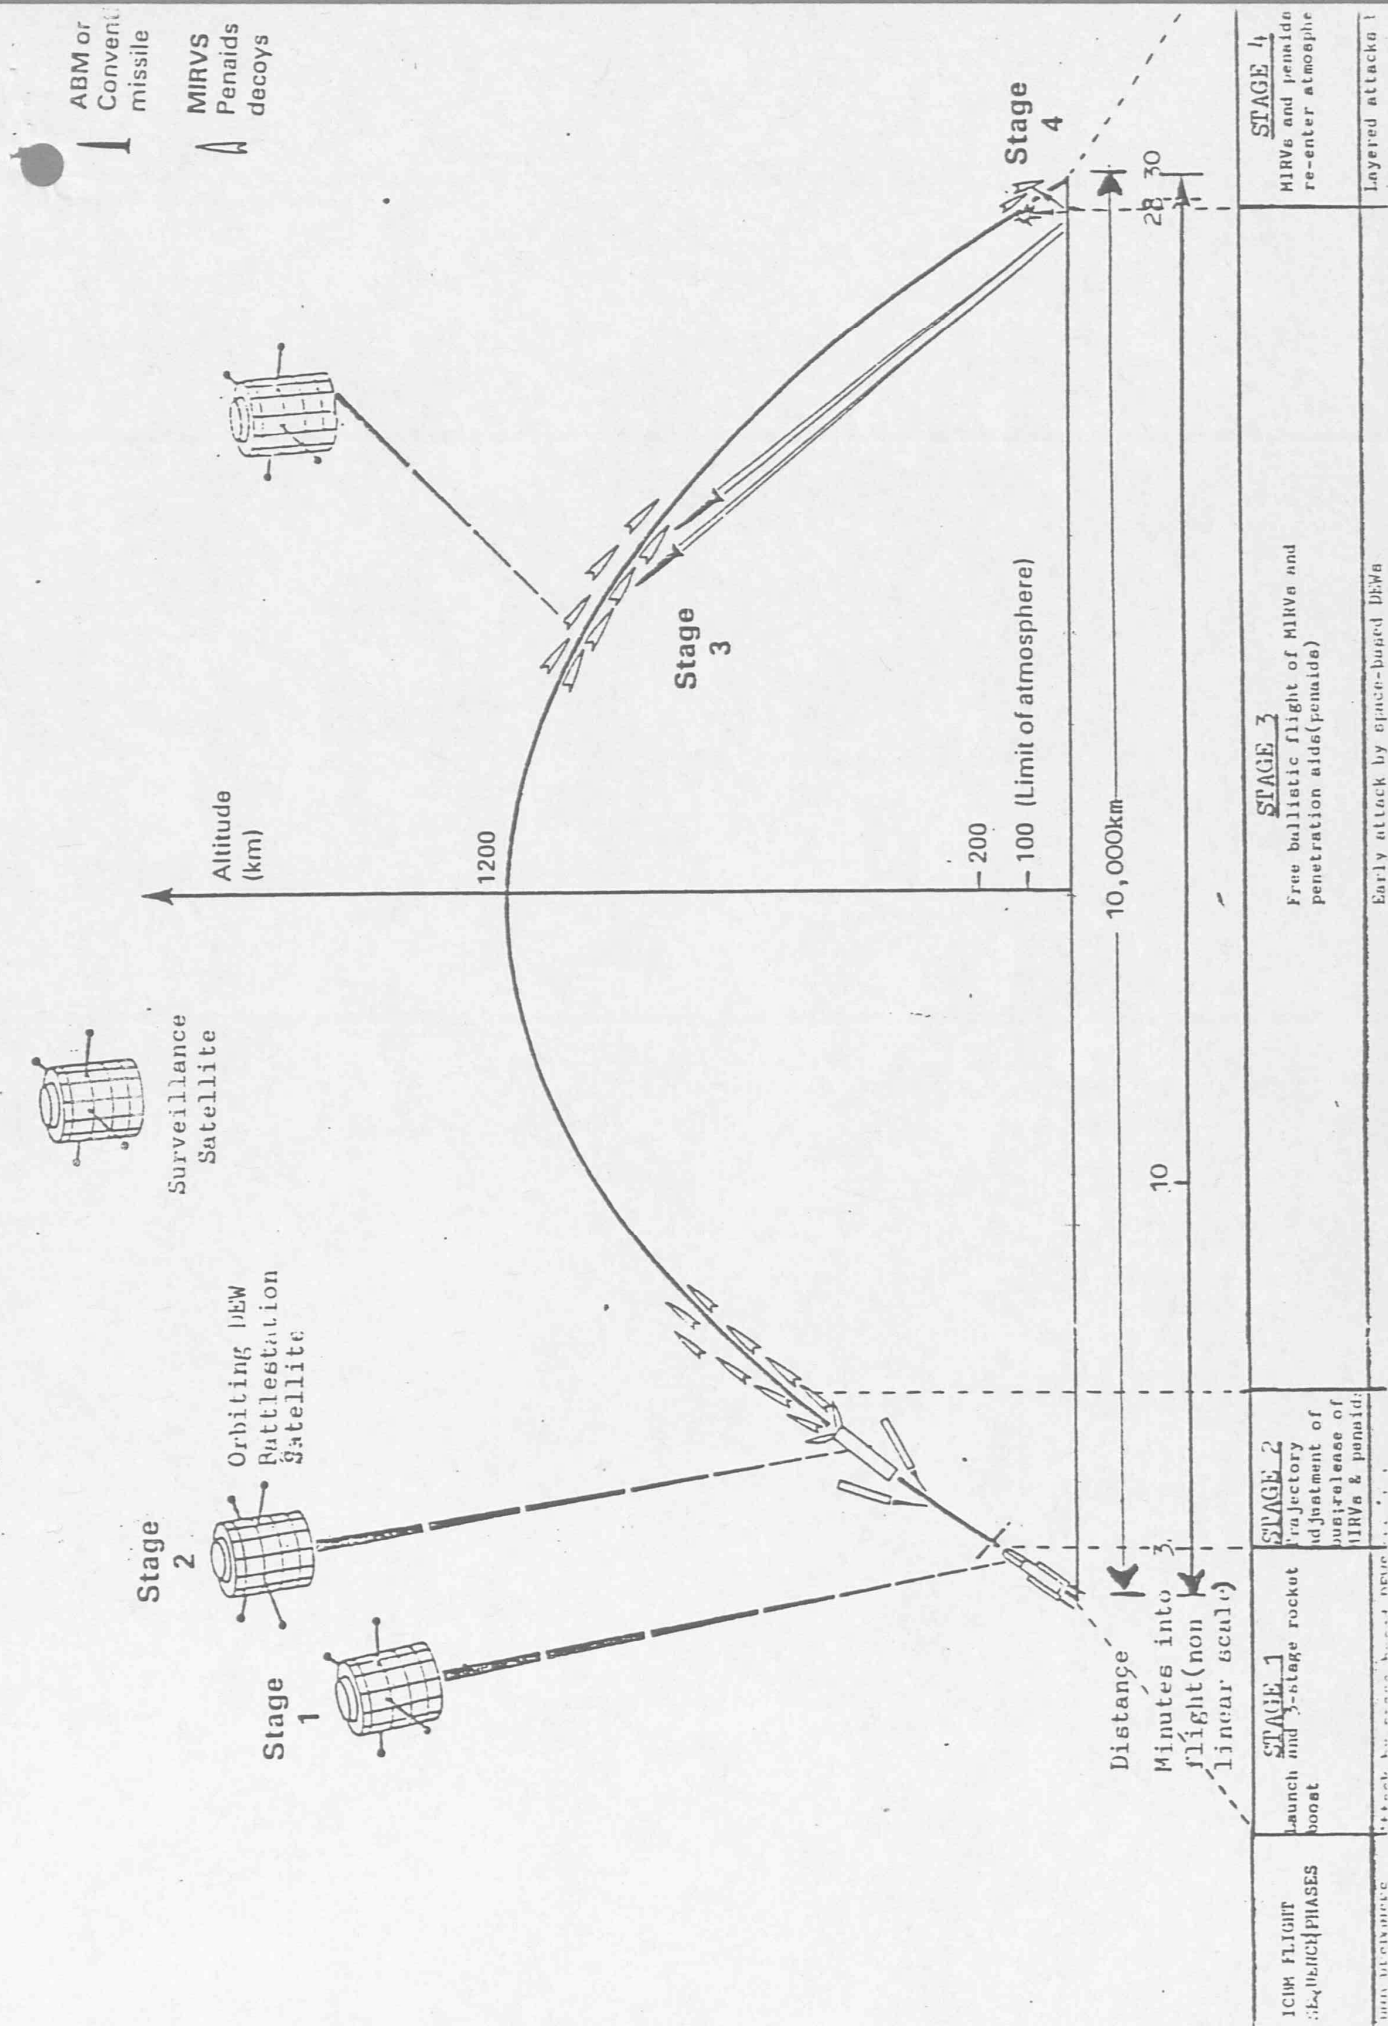 ABM or
missile
MIRVS
Penaids
decoys
Altitude
(km)
Surveillance
Satellite
Orbiting DEW
Battlestation
Satellite
Stage
1
Stage
2
Stage
3
Stage
4
1200
200
100 (Limit of atmosphere)
Distance
10,000km
Minutes into
flight(non
linear scale)
3
10
28
30
ICBM FLIGHT
SEQUENCE PHASES
STAGE 1
Launch and 3-stage rocket
boost
STAGE 2
Trajectory
adjustment of
bus;release of
MIRVs & penaids
STAGE 3
Free ballistic flight of MIRVs and
penetration aids(penaids)
STAGE 4
MIRVs and penaids
re-enter atmosphe
Early attack by space-based DEWs
Layered attacks